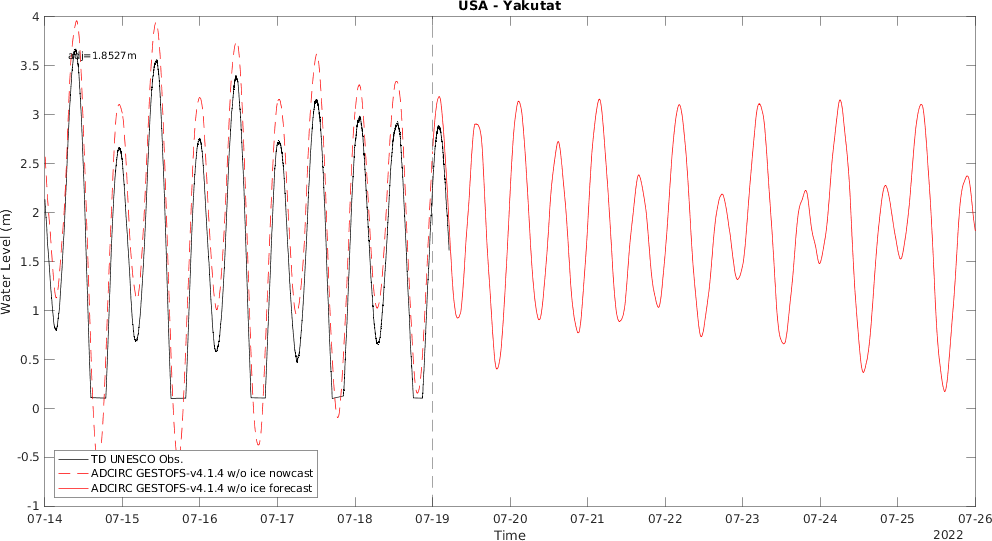 USA - Yakutat
4
3.5
3
2.5
2
1.5
1
0.5
0
-0.5
-1
Water Level (m)
=1.8527m
TD UNESCO Obs.
ADCIRC GESTOFS-v4.1.4 w/o ice nowcast
ADCIRC GESTOFS-v4.1.4 w/o ice forecast
07-14 07-15 07-16 07-17 07-18 07-19 07-20 07-21 07-22 07-23 07-24 07-25 07-26
Time
2022